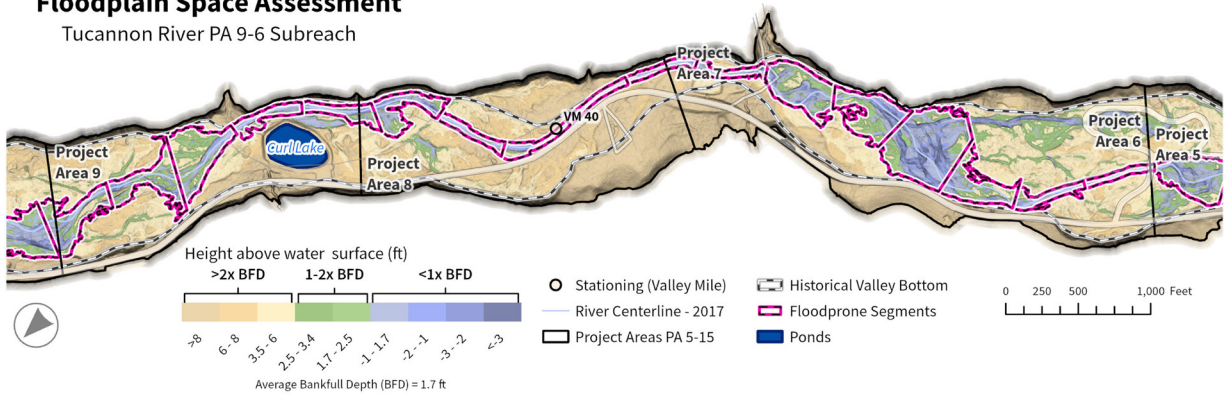 Floodplain Space Assessment
Tucannon River PA 9-6 Subreach
Project
Area 9
Curl Lake
Project
Area 8
VM 40
Project
Area 7
Project
Area 6
Project
Area 5
Height above water surface (ft)
>2x BFD
1-2x BFD
<1x BFD
>8
6 - 8
3.5 - 6
2.5 - 3.4
1.7 - 2.5
-1 - 1.7
-2 - -1
-3 - -2
<-3
Average Bankfull Depth (BFD) = 1.7 ft
Stationing (Valley Mile)
River Centerline - 2017
Project Areas PA 5-15
Historical Valley Bottom
Floodprone Segments
Ponds
0 250 500 1,000 Feet